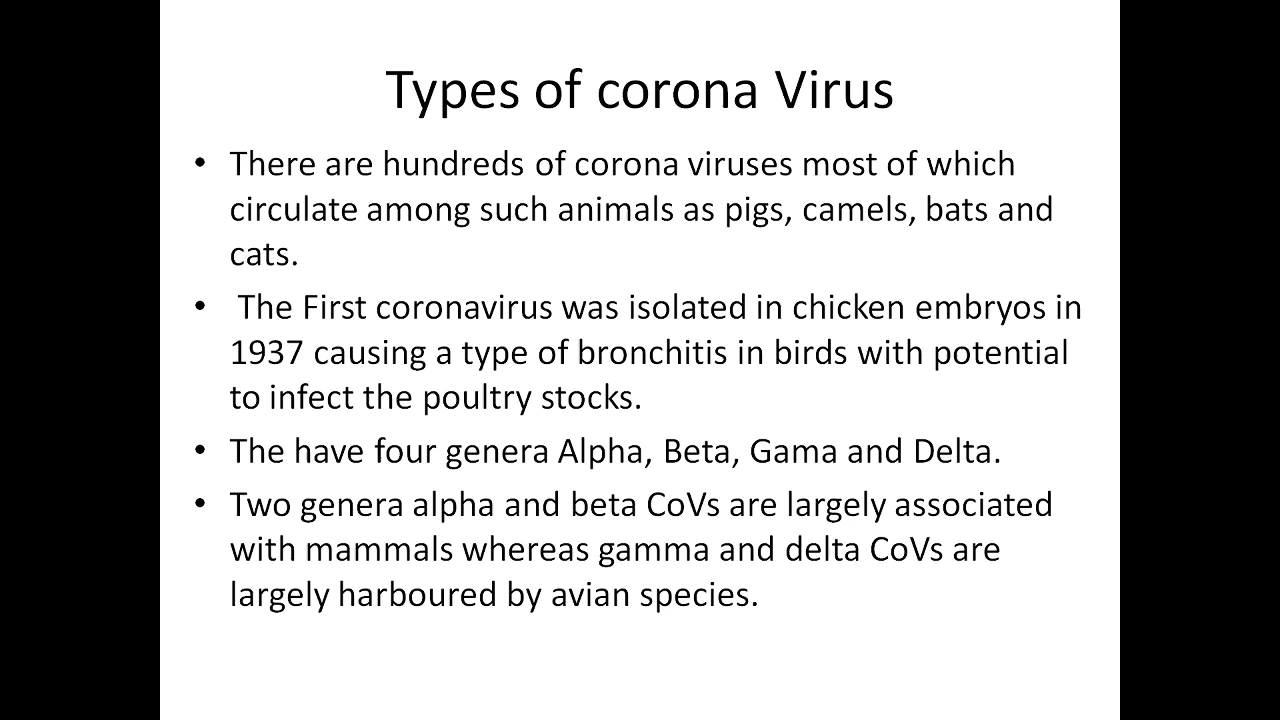 Types of corona Virus
• There are hundreds of corona viruses most of which
circulate among such animals as pigs, camels, bats and
cats.
• The First coronavirus was isolated in chicken embryos in
1937 causing a type of bronchitis in birds with potential
to infect the poultry stocks.
• The have four genera Alpha, Beta, Gama and Delta.
• Two genera alpha and beta CoVs are largely associated
with mammals whereas gamma and delta CoVs are
largely harboured by avian species.